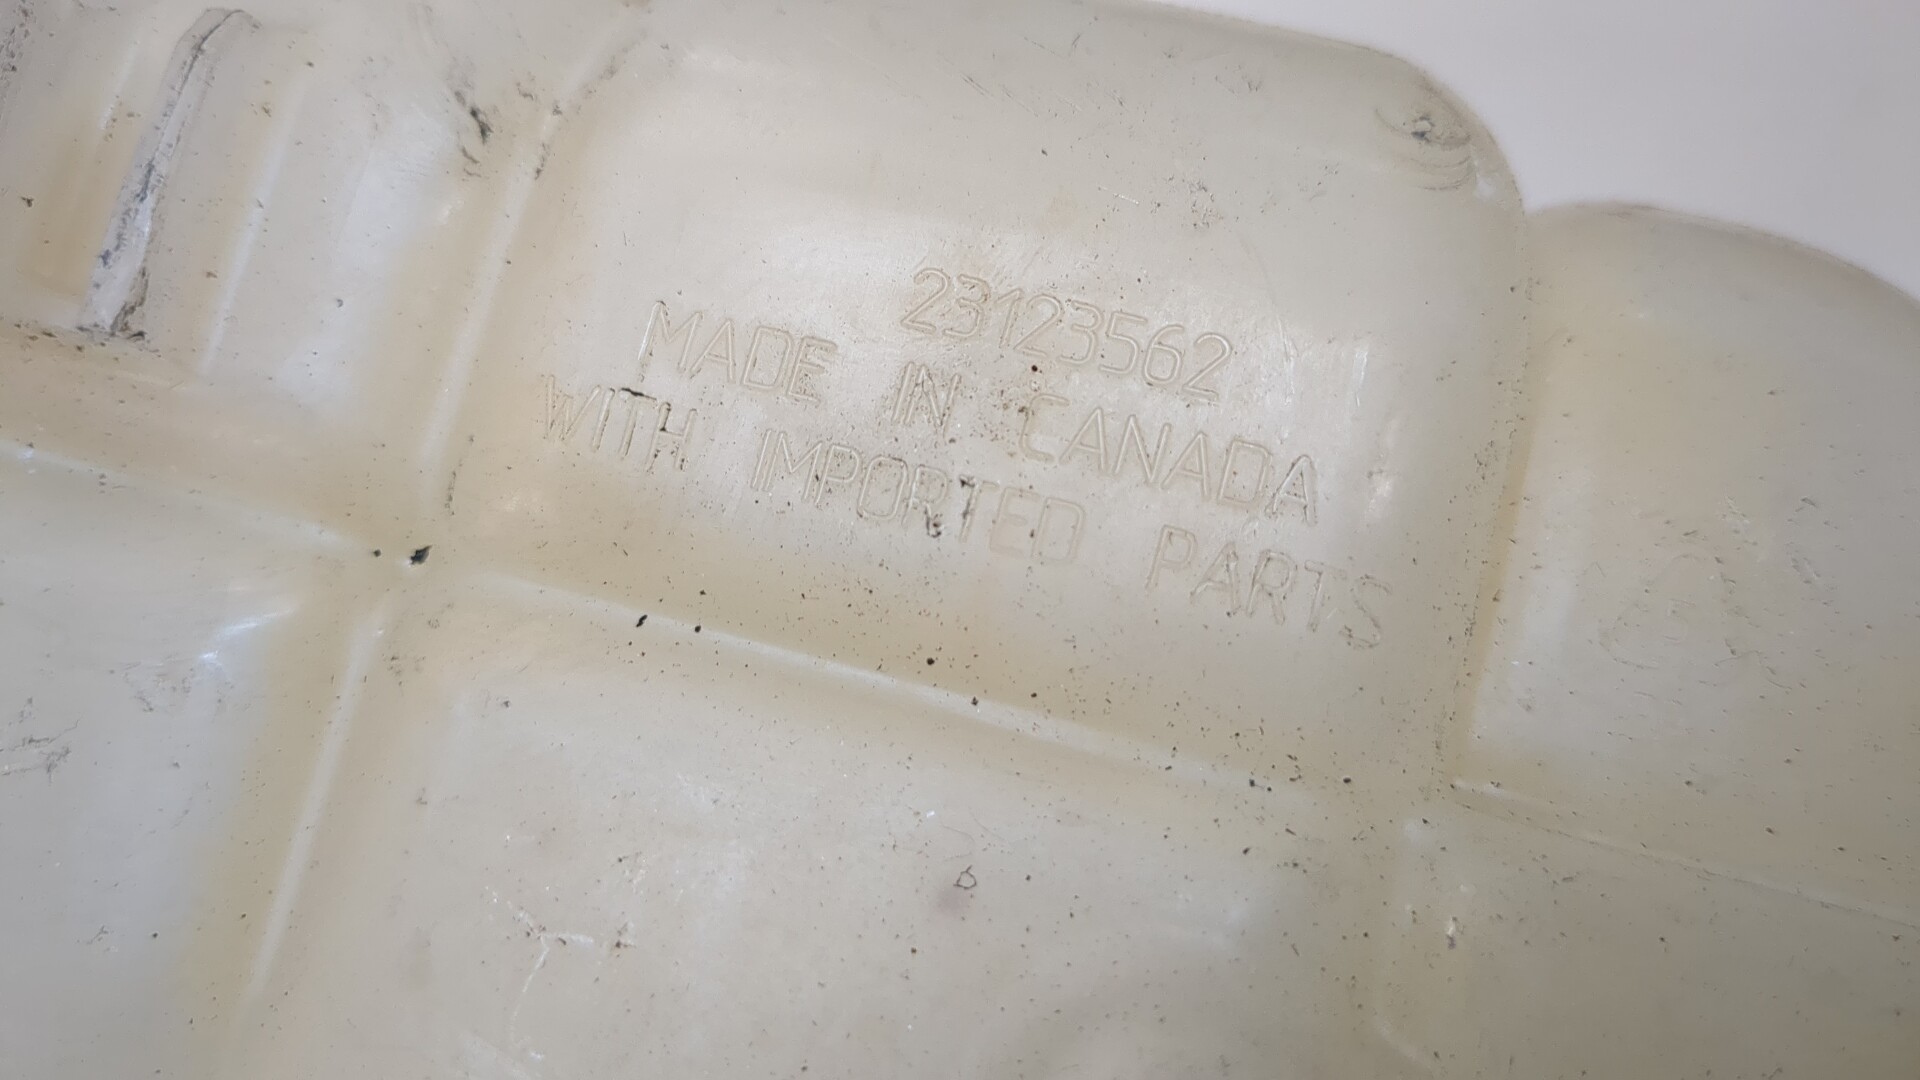 23123562
MADE IN CANADA
WITH IMPORTED PARTS